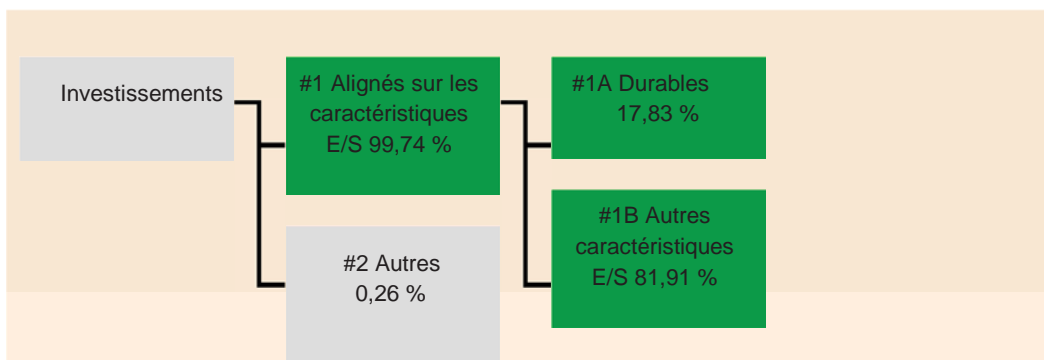 Investissements
#1 Alignés sur les
caractéristiques
E/S 99,74 %
#2 Autres
0,26 %
#1A Durables
17,83 %
#1B Autres
caractéristiques
E/S 81,91 %